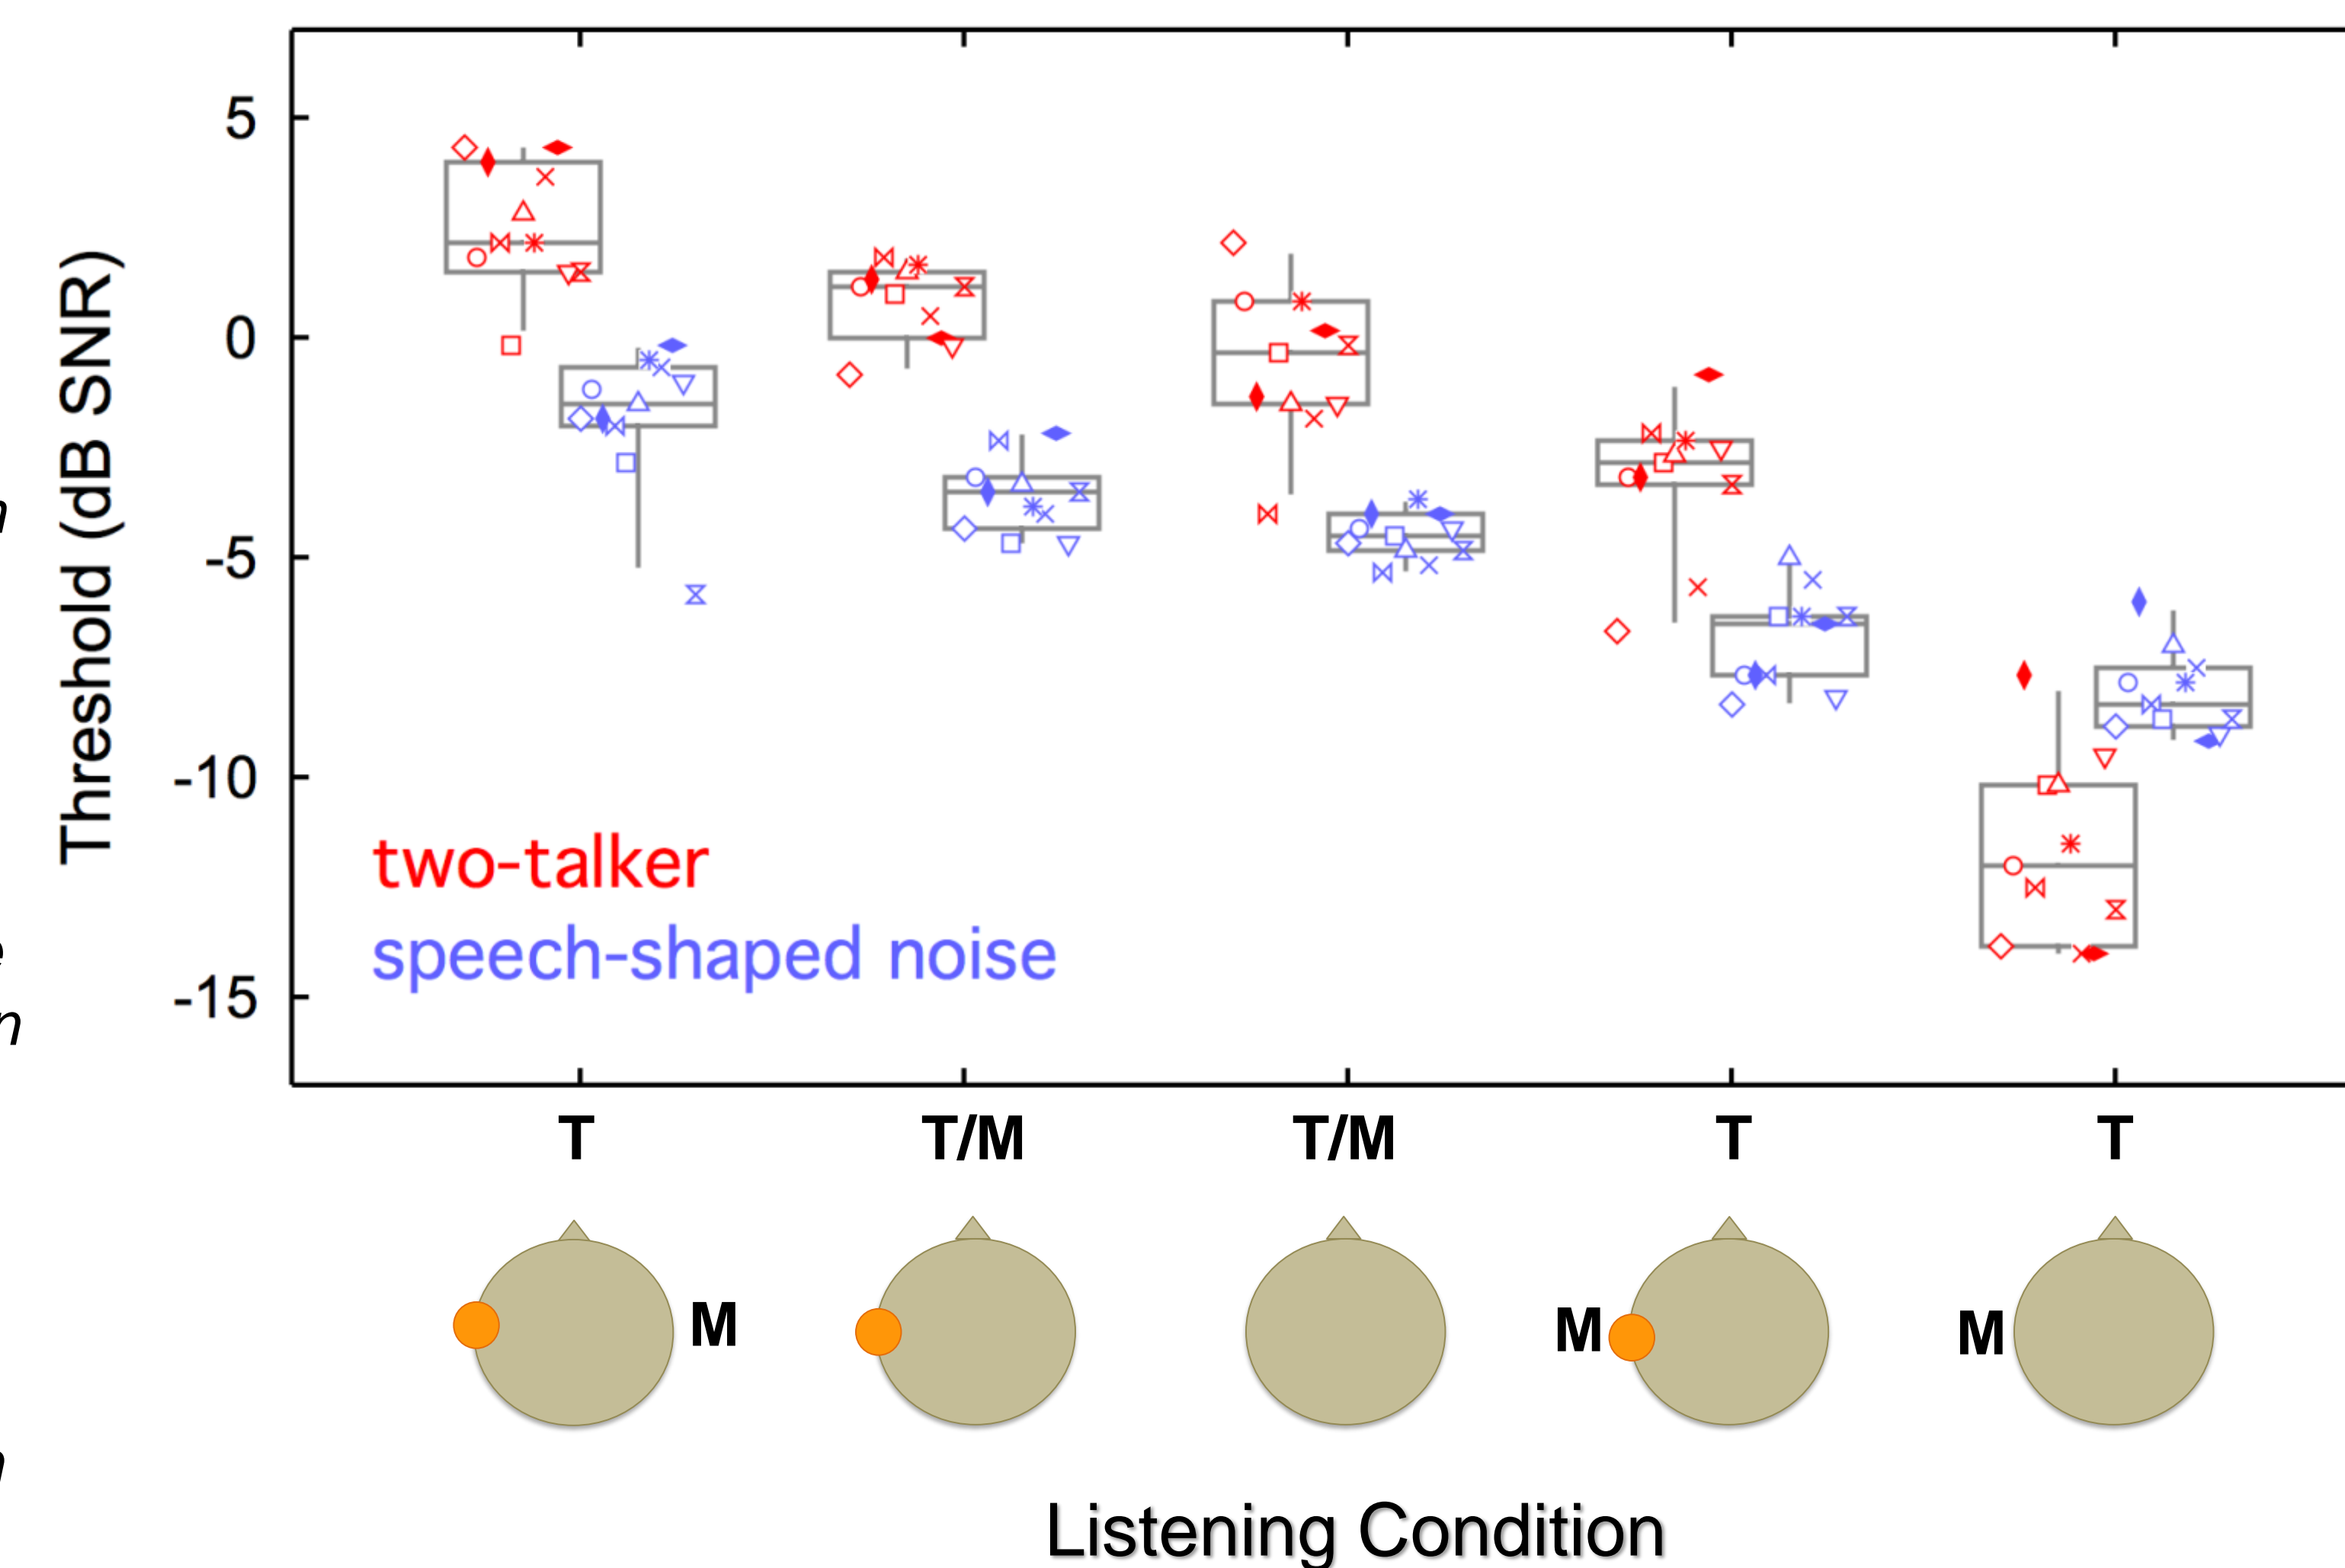 5
0
-5
-10
-15
Threshold (dB SNR)
two-talker
speech-shaped noise
T
T/M
T/M
T
T
M
M
M
Listening Condition